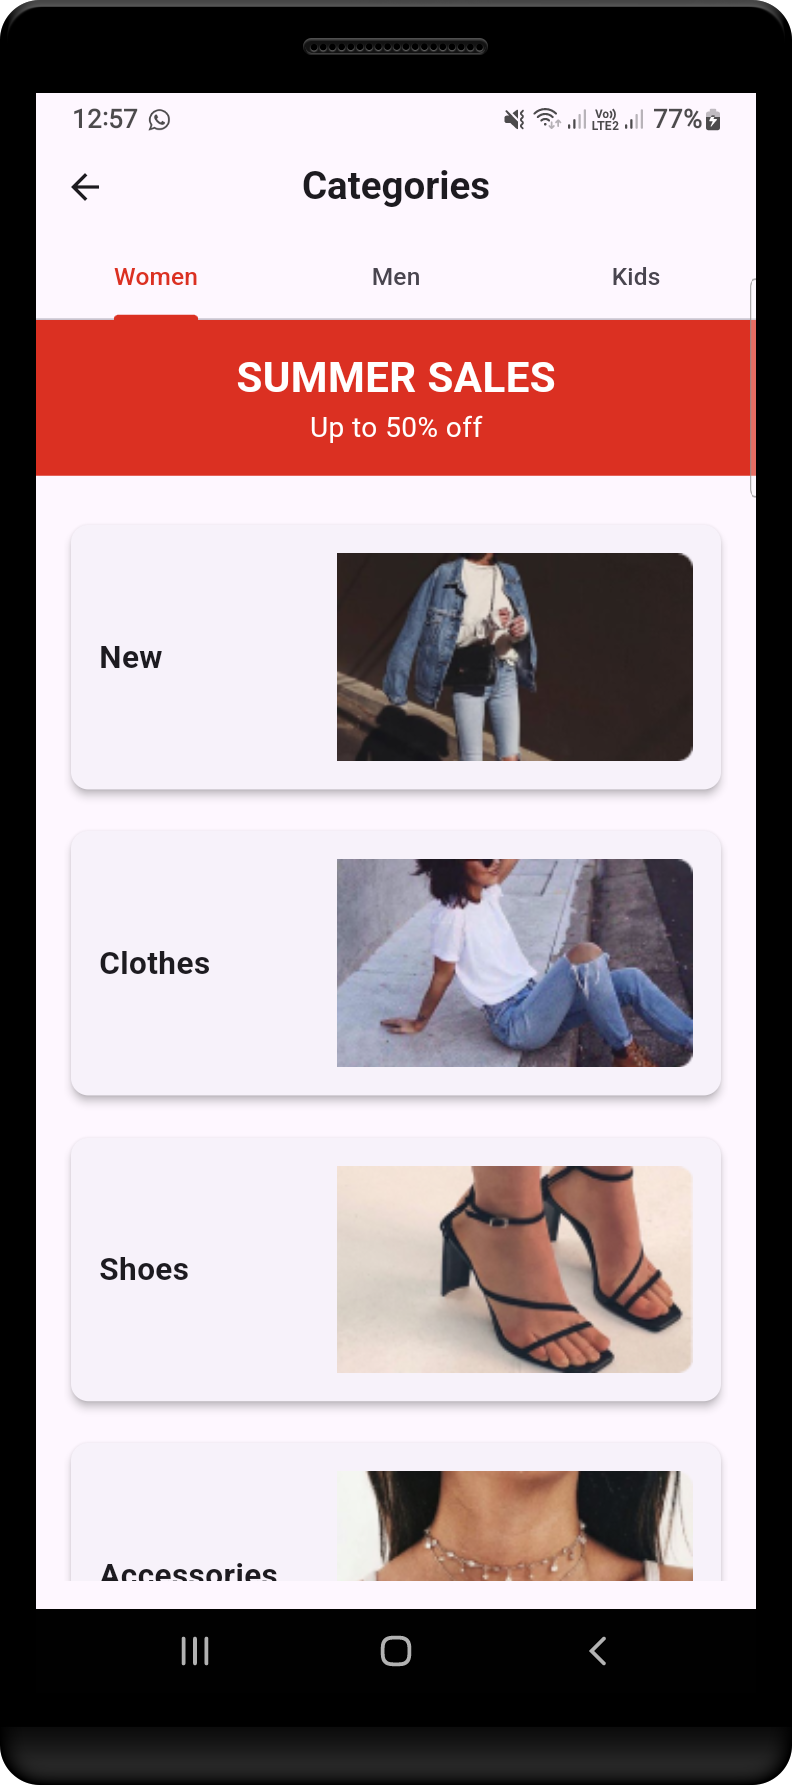 12:57
Vo))
LTE2
77%
Categories
Women
Men
Kids
SUMMER SALES
Up to 50% off
New
Clothes
Shoes
Accessories